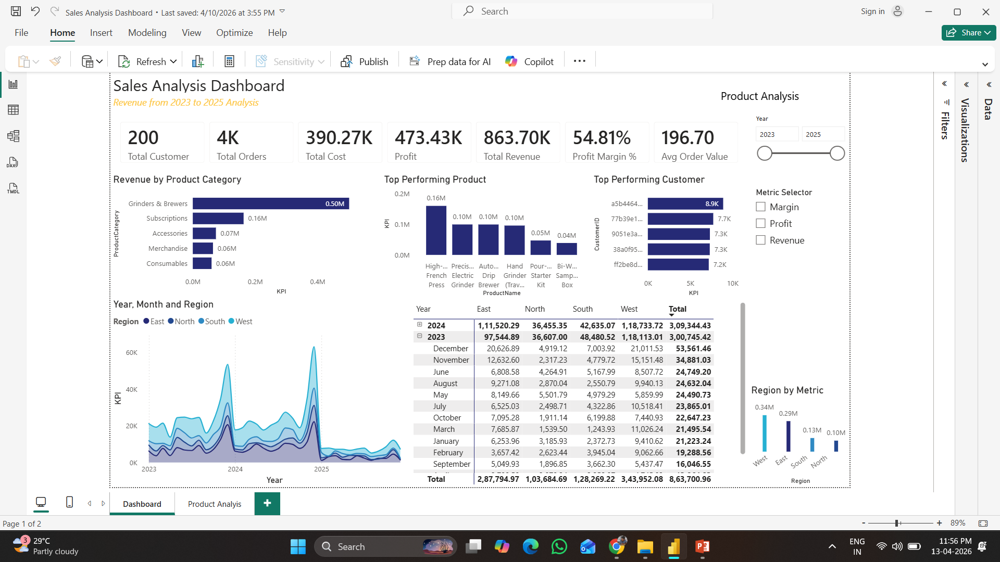 Sales Analysis Dashboard • Last saved: 4/10/2026 at 3:55 PM
Search
Sign in
File
Home
Insert
Modeling
View
Optimize
Help
Share
Refresh
Sensitivity
Publish
Prep data for AI
Copilot
Sales Analysis Dashboard
Revenue from 2023 to 2025 Analysis
Product Analysis
200
Total Customer
4K
Total Orders
390.27K
Total Cost
473.43K
Profit
863.70K
Total Revenue
54.81%
Profit Margin %
196.70
Avg Order Value
Year
2023 2025
Metric Selector
Margin
Profit
Revenue
Revenue by Product Category
ProductCategory
Grinders & Brewers 0.50M
Subscriptions 0.16M
Accessories 0.07M
Merchandise 0.06M
Consumables 0.06M
0.0M 0.2M 0.4M
KPI
Top Performing Product
KPI
0.2M
0.1M
0.0M
0.16M 0.10M 0.10M 0.10M 0.05M 0.04M
High-... Precis... Auto... Hand Pour-... Bi-W...
French Electric Drip Grinder Starter Samp...
Press Grinder Brewer (Trav... Kit Box
ProductName
Top Performing Customer
CustomerID
a5b4464... 8.9K
77b39e1... 7.7K
9051e3a... 7.3K
38a0f95... 7.3K
ff2be8d... 7.2K
0K 5K 10K
KPI
Year, Month and Region
Region East North South West
KPI
60K
40K
20K
0K
2023 2024 2025
Year
Year East North South West Total
2024 1,11,520.29 36,455.35 42,635.07 1,18,733.72 3,09,344.43
2023 97,544.89 36,607.00 48,480.52 1,18,113.01 3,00,745.42
December 20,626.89 4,919.12 7,003.92 21,011.53 53,561.46
November 12,632.60 2,317.23 4,779.72 15,151.48 34,881.03
June 6,808.58 4,264.91 5,167.99 8,507.72 24,749.20
August 9,271.08 2,870.04 2,550.79 9,940.13 24,632.04
May 8,149.66 5,501.79 4,979.29 5,859.99 24,490.73
July 6,525.03 2,498.71 4,322.86 10,518.41 23,865.01
October 7,095.28 1,911.14 6,199.88 7,440.93 22,647.23
March 7,685.87 1,539.50 1,243.93 11,026.24 21,495.54
January 6,253.96 3,185.93 2,372.73 9,410.62 21,223.24
February 3,657.42 2,623.44 3,945.04 9,062.66 19,288.56
September 5,049.93 1,896.85 3,662.30 5,437.47 16,046.55
Total 2,87,794.97 1,03,684.69 1,28,269.22 3,43,952.08 8,63,700.96
Region by Metric
0.34M
0.29M
0.13M
0.10M
West East South North
Region
Filters
Visualizations
Data
DAX
TMDL
Dashboard
Product Analyis
+
Page 1 of 2
- + 89%
3
29°C
Partly cloudy
Search
ENG
IN
11:56 PM
13-04-2026